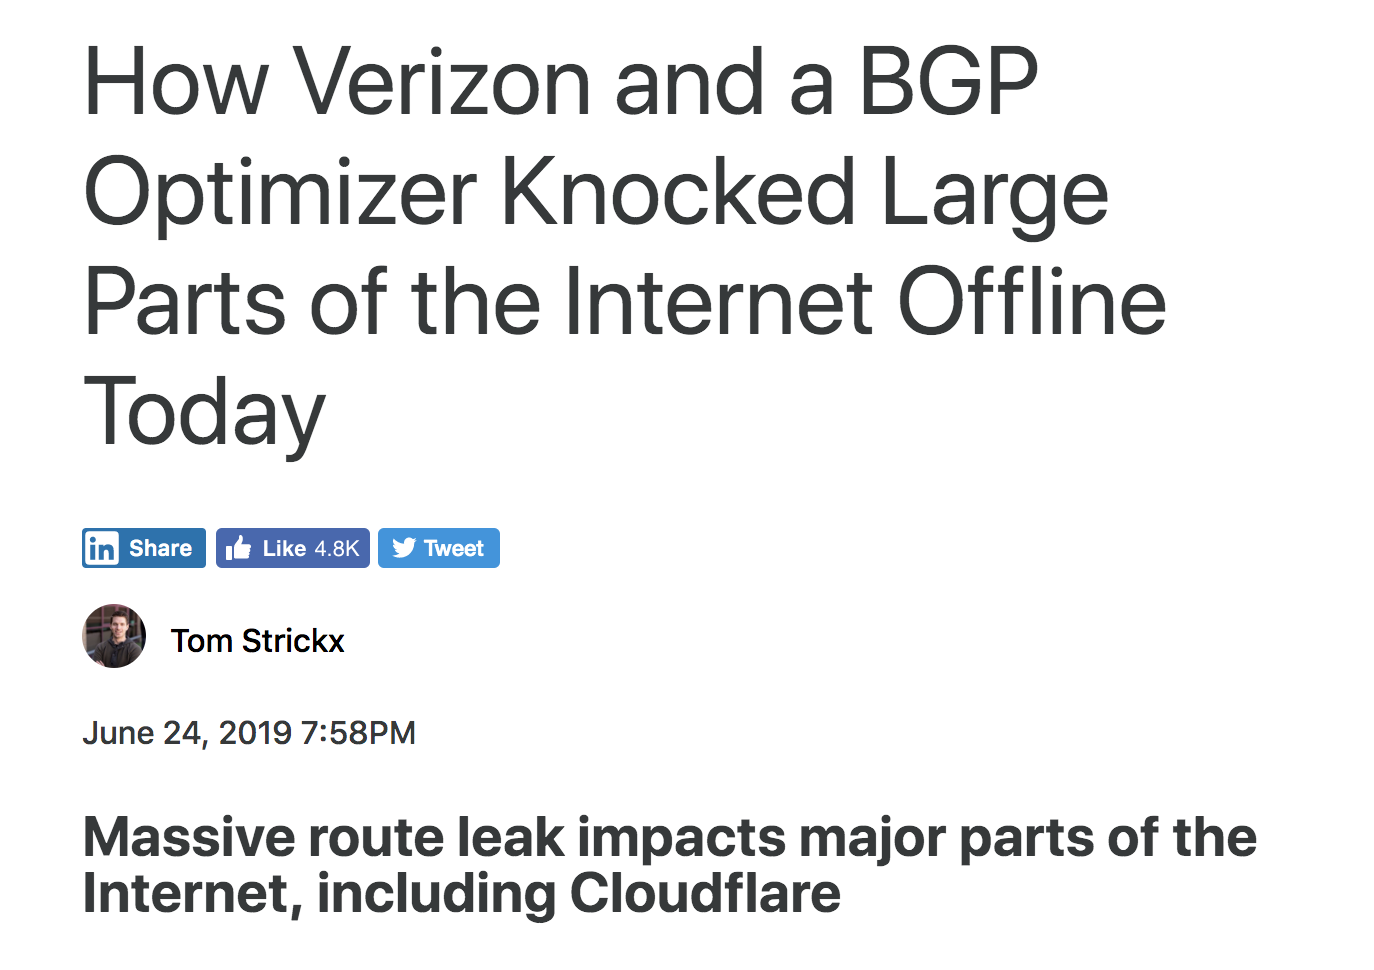 How Verizon and a BGP
Optimizer Knocked Large
Parts of the Internet Offline
Today
in Share
Like 4.8K
Tweet
Tom Strickx
June 24, 2019 7:58PM
Massive route leak impacts major parts of the
Internet, including Cloudflare